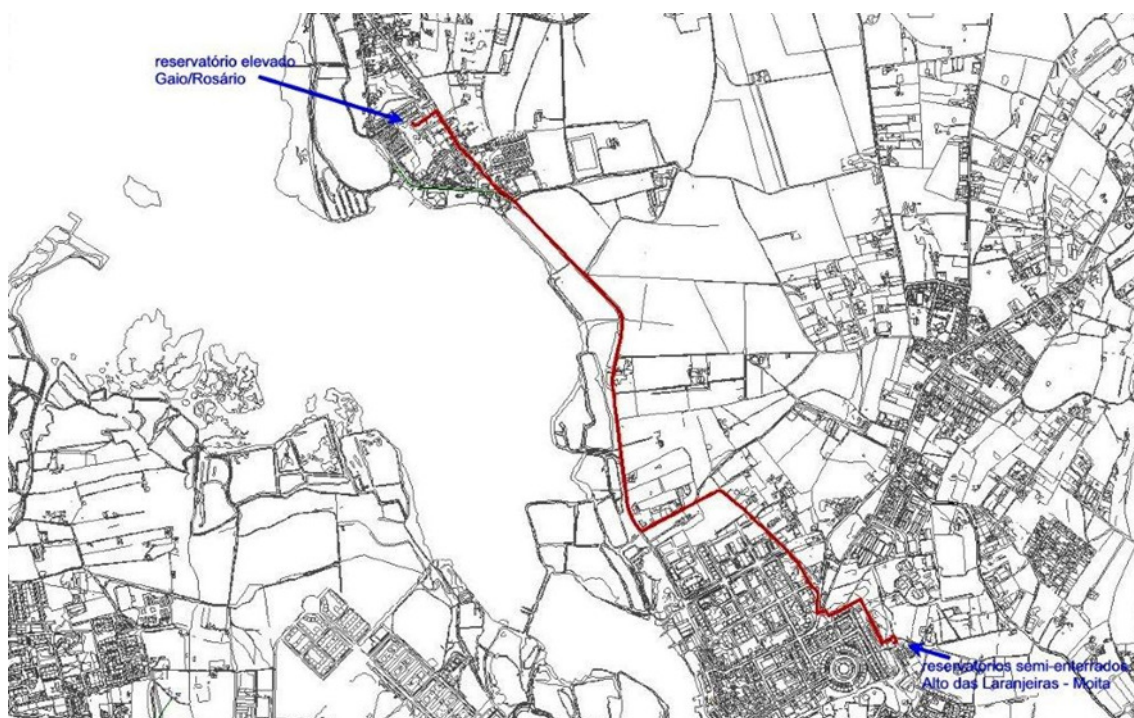 reservatório elevado
Gaio/Rosário
reservatórios semi-enterrados
Alto das Laranjeiras - Moita